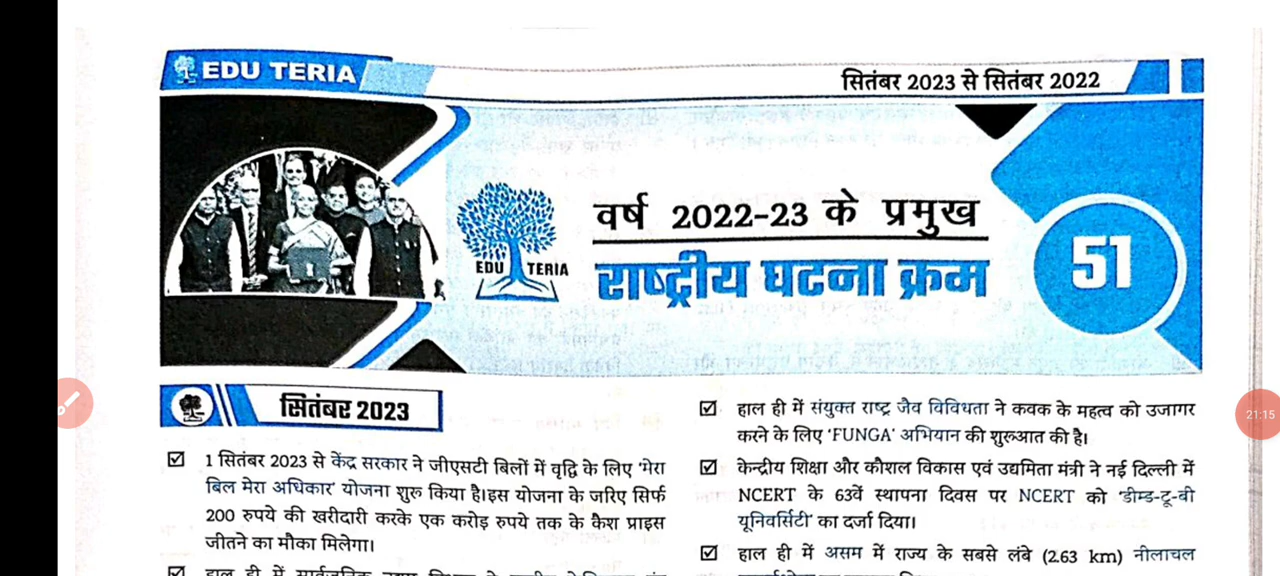 EDU TERIA
सितंबर 2023 से सितंबर 2022
EDU TERIA
वर्ष 2022-23 के प्रमुख
राष्ट्रीय घटना क्रम
51
सितंबर 2023
1 सितंबर 2023 से केंद्र सरकार ने जीएसटी बिलों में वृद्धि के लिए 'मेरा
बिल मेरा अधिकार' योजना शुरू किया है।इस योजना के जरिए सिर्फ
200 रुपये की खरीदारी करके एक करोड़ रुपये तक के कैश प्राइस
जीतने का मौका मिलेगा।
हाल ही में सार्वजनिक
हाल ही में संयुक्त राष्ट्र जैव विविधता ने कवक के महत्व को उजागर
करने के लिए 'FUNGA' अभियान की शुरूआत की है।
केन्द्रीय शिक्षा और कौशल विकास एवं उद्यमिता मंत्री ने नई दिल्ली में
NCERT के 63वें स्थापना दिवस पर NCERT को 'डीम्ड-टू-बी
यूनिवर्सिटी' का दर्जा दिया।
हाल ही में असम में राज्य के सबसे लंबे (2.63 km) नीलाचल
21:15